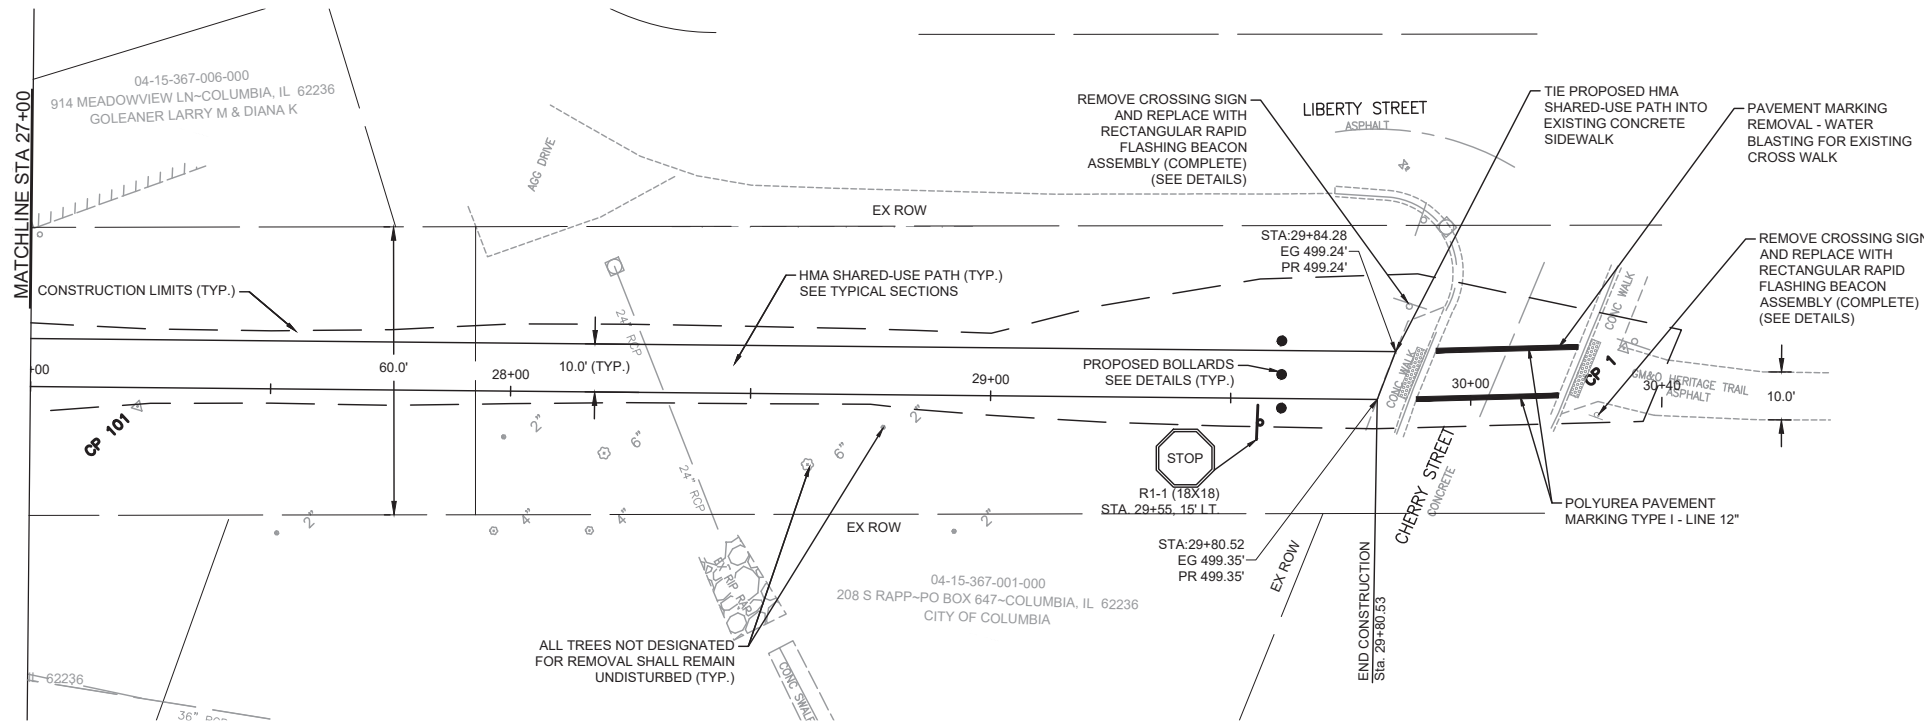 MATCHLINE STA 27+00
04-15-367-006-000
914 MEADOWVIEW LN~COLUMBIA, IL 62236
GOLEANER LARRY M & DIANA K
AGG DRIVE
EX ROW
CONSTRUCTION LIMITS (TYP.)
HMA SHARED-USE PATH (TYP.)
SEE TYPICAL SECTIONS
REMOVE CROSSING SIGN
AND REPLACE WITH
RECTANGULAR RAPID
FLASHING BEACON
ASSEMBLY (COMPLETE)
(SEE DETAILS)
LIBERTY STREET
ASPHALT
TIE PROPOSED HMA
SHARED-USE PATH INTO
EXISTING CONCRETE
SIDEWALK
PAVEMENT MARKING
REMOVAL - WATER
BLASTING FOR EXISTING
CROSS WALK
REMOVE CROSSING SIGN
AND REPLACE WITH
RECTANGULAR RAPID
FLASHING BEACON
ASSEMBLY (COMPLETE)
(SEE DETAILS)
STA:29+84.28
EG 499.24'
PR 499.24'
24" RCP
+00
60.0'
28+00
10.0' (TYP.)
29+00
PROPOSED BOLLARDS
SEE DETAILS (TYP.)
CONC WALK
30+00
CONC WALK
CP 1
GM&O HERITAGE TRAIL
ASPHALT
30+40
10.0'
CP 101
2"
6"
6"
2"
24" RCP
STOP
R1-1 (18X18)
STA. 29+55, 15' LT.
CHERRY STREET
CONCRETE
POLYUREA PAVEMENT
MARKING TYPE I - LINE 12"
2"
4"
4"
EX ROW
2"
STA:29+80.52
EG 499.35'
PR 499.35'
EX ROW
END CONSTRUCTION
Sta. 29+80.53
EX RIP RAP
04-15-367-001-000
208 S RAPP~PO BOX 647~COLUMBIA, IL 62236
CITY OF COLUMBIA
ALL TREES NOT DESIGNATED
FOR REMOVAL SHALL REMAIN
UNDISTURBED (TYP.)
CONC SWALE
62236
36" RCP